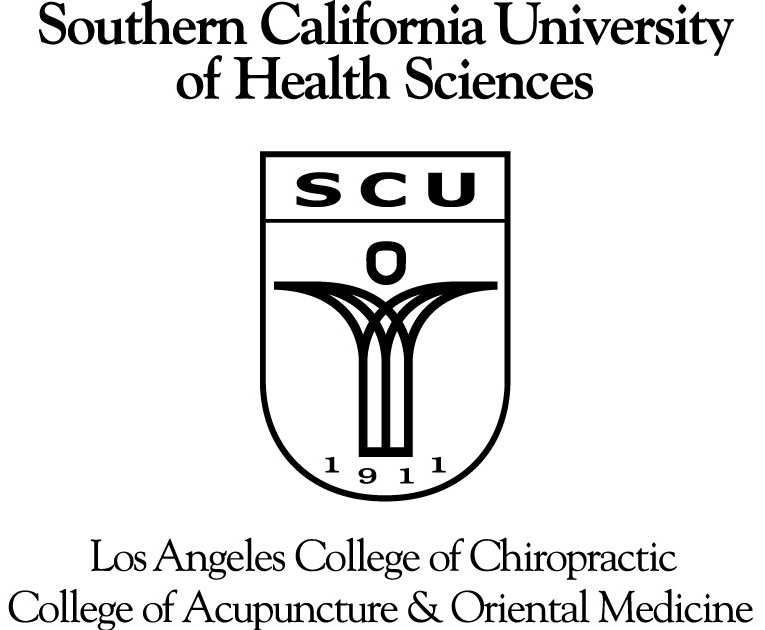 Southern California University
of Health Sciences
SCU
1911
Los Angeles College of Chiropractic
College of Acupuncture & Oriental Medicine